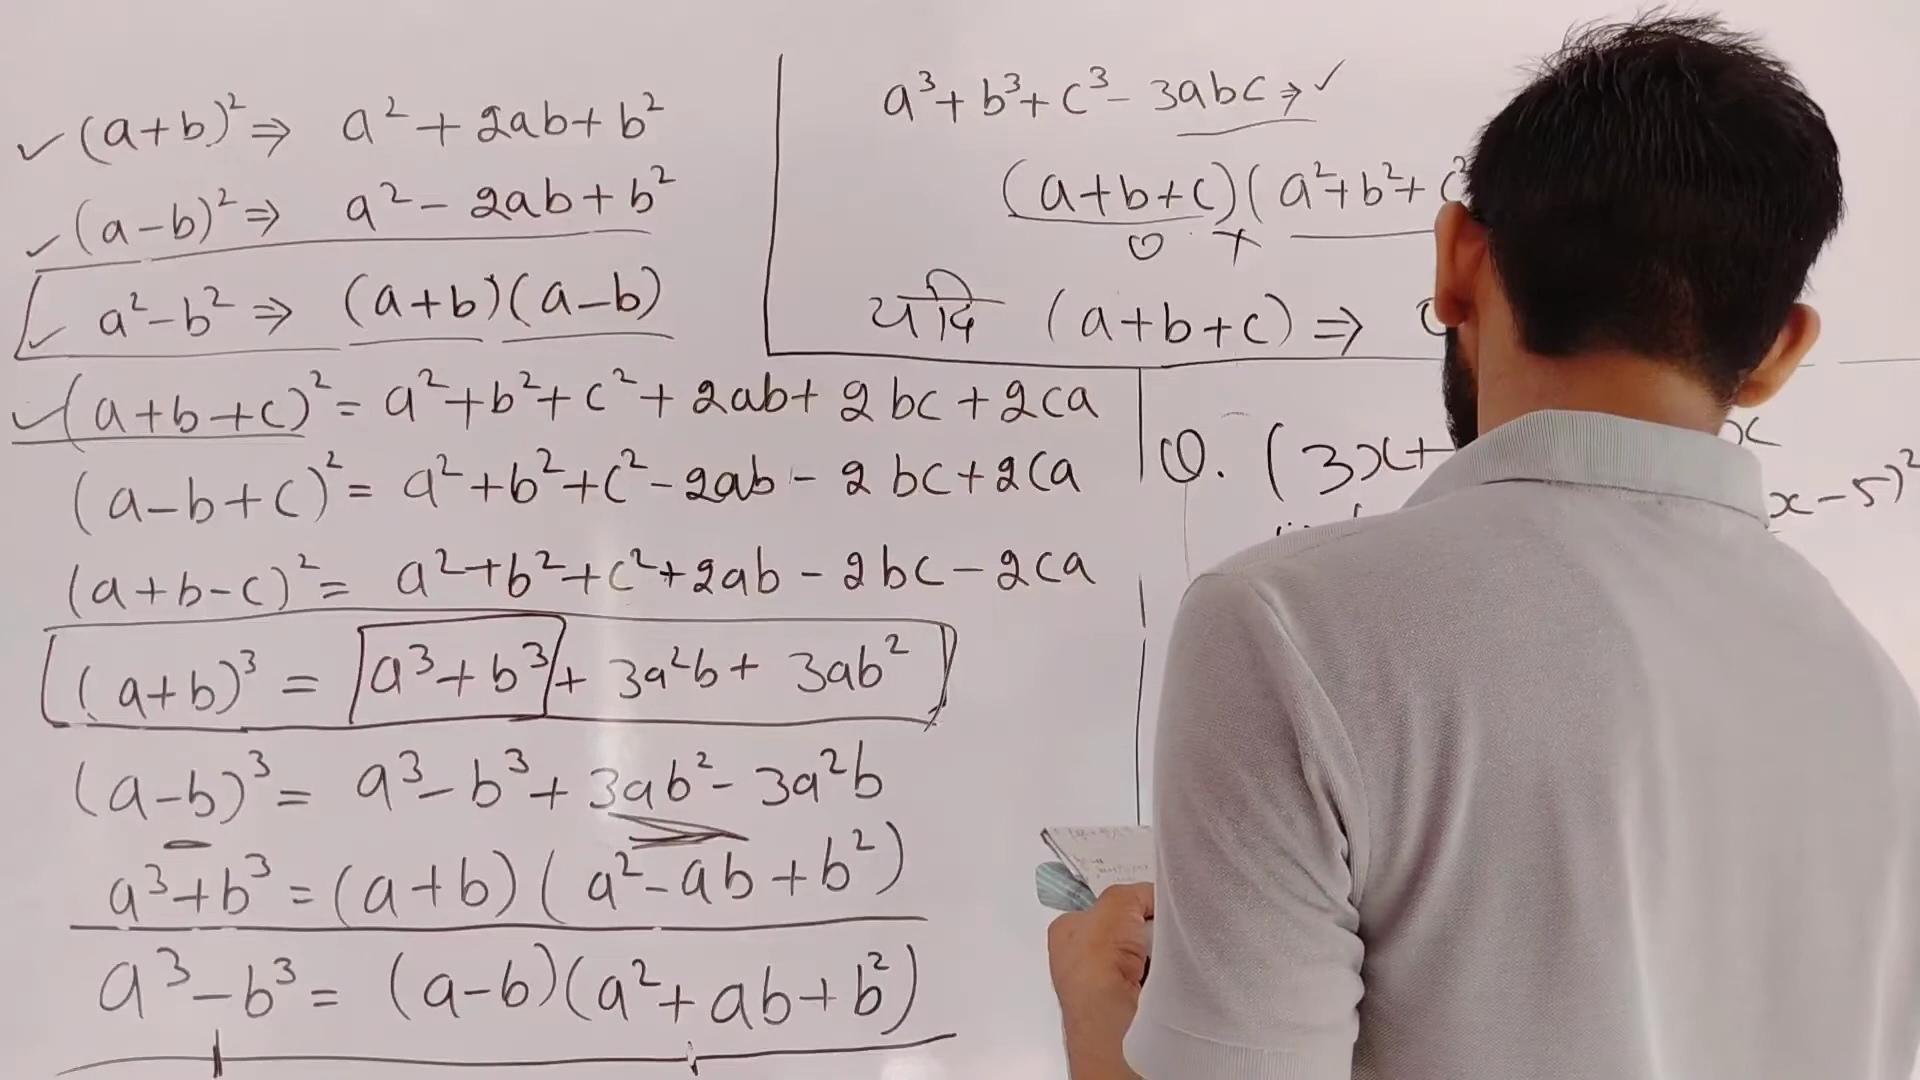 (a+b)² ⇒ a² + 2ab + b²
(a-b)² ⇒ a² - 2ab + b²
a²-b² ⇒ (a+b)(a-b)
(a+b+c)² = a²+b²+c²+2ab+2bc+2ca
(a-b+c)² = a²+b²+c²-2ab-2bc+2ca
(a+b-c)² = a²+b²+c²+2ab-2bc-2ca
(a+b)³ = a³+b³+3a²b+3ab²
(a-b)³ = a³-b³+3ab²-3a²b
a³+b³ = (a+b)(a²-ab+b²)
a³-b³ = (a-b)(a²+ab+b²)
a³+b³+c³-3abc ⇒
(a+b+c)(a²+b²+c²
0 ×
यदि (a+b+c) ⇒
Q. (3x+
x-5)²